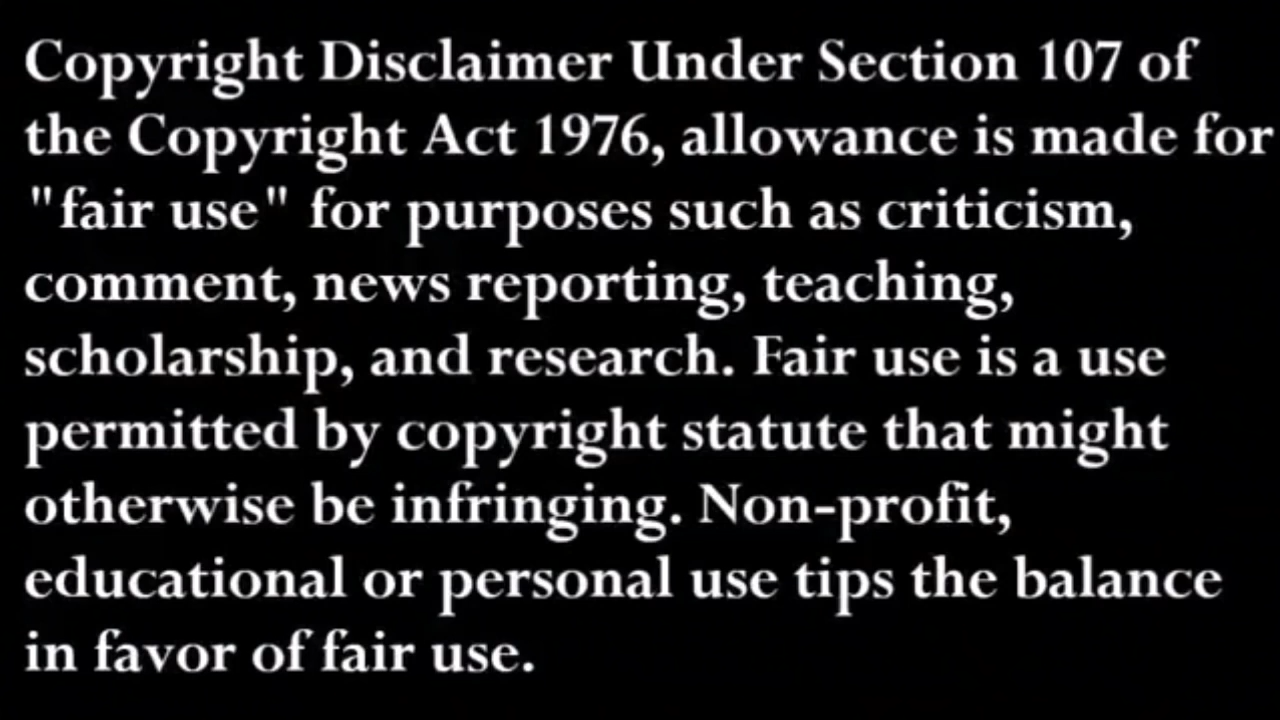 Copyright Disclaimer Under Section 107 of
the Copyright Act 1976, allowance is made for
"fair use" for purposes such as criticism,
comment, news reporting, teaching,
scholarship, and research. Fair use is a use
permitted by copyright statute that might
otherwise be infringing. Non-profit,
educational or personal use tips the balance
in favor of fair use.